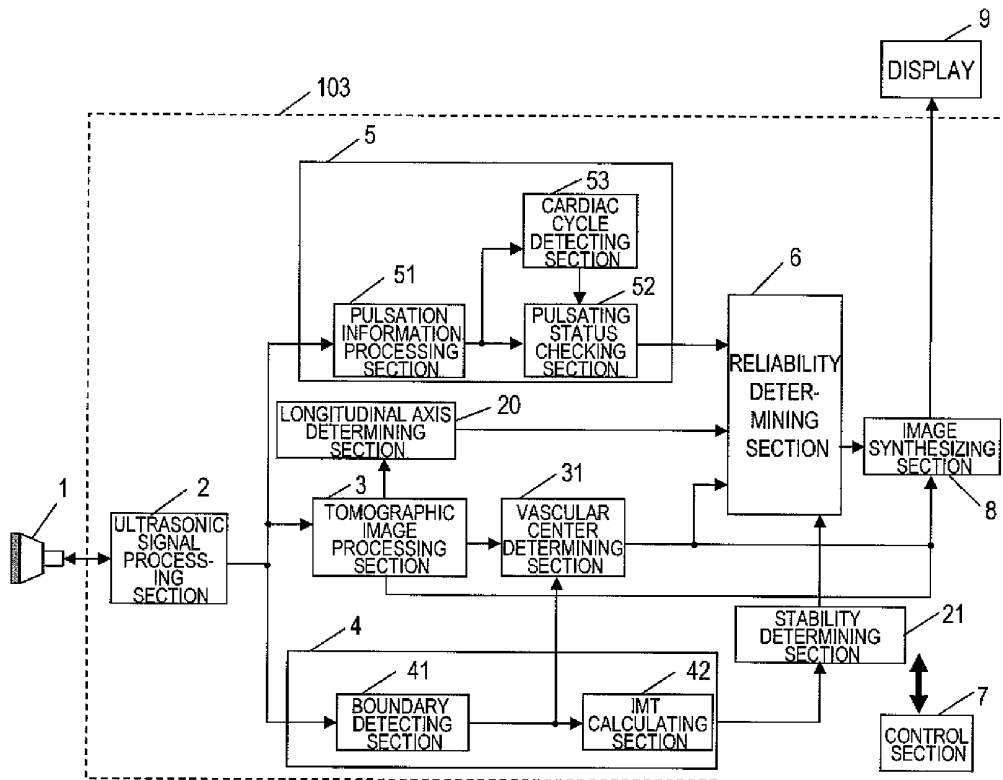 9
DISPLAY
103
5
53
CARDIAC
CYCLE
DETECTING
SECTION
51
PULSATION
INFORMATION
PROCESSING
SECTION
52
PULSATING
STATUS
CHECKING
SECTION
6
RELIABILITY
DETER-
MINING
SECTION
20
LONGITUDINAL AXIS
DETERMINING
SECTION
IMAGE
SYNTHESIZING
SECTION
8
1
2
ULTRASONIC
SIGNAL
PROCESS-
ING
SECTION
3
TOMOGRAPHIC
IMAGE
PROCESSING
SECTION
31
VASCULAR
CENTER
DETERMINING
SECTION
STABILITY
DETERMINING
SECTION
21
4
41
BOUNDARY
DETECTING
SECTION
42
IMT
CALCULATING
SECTION
7
CONTROL
SECTION